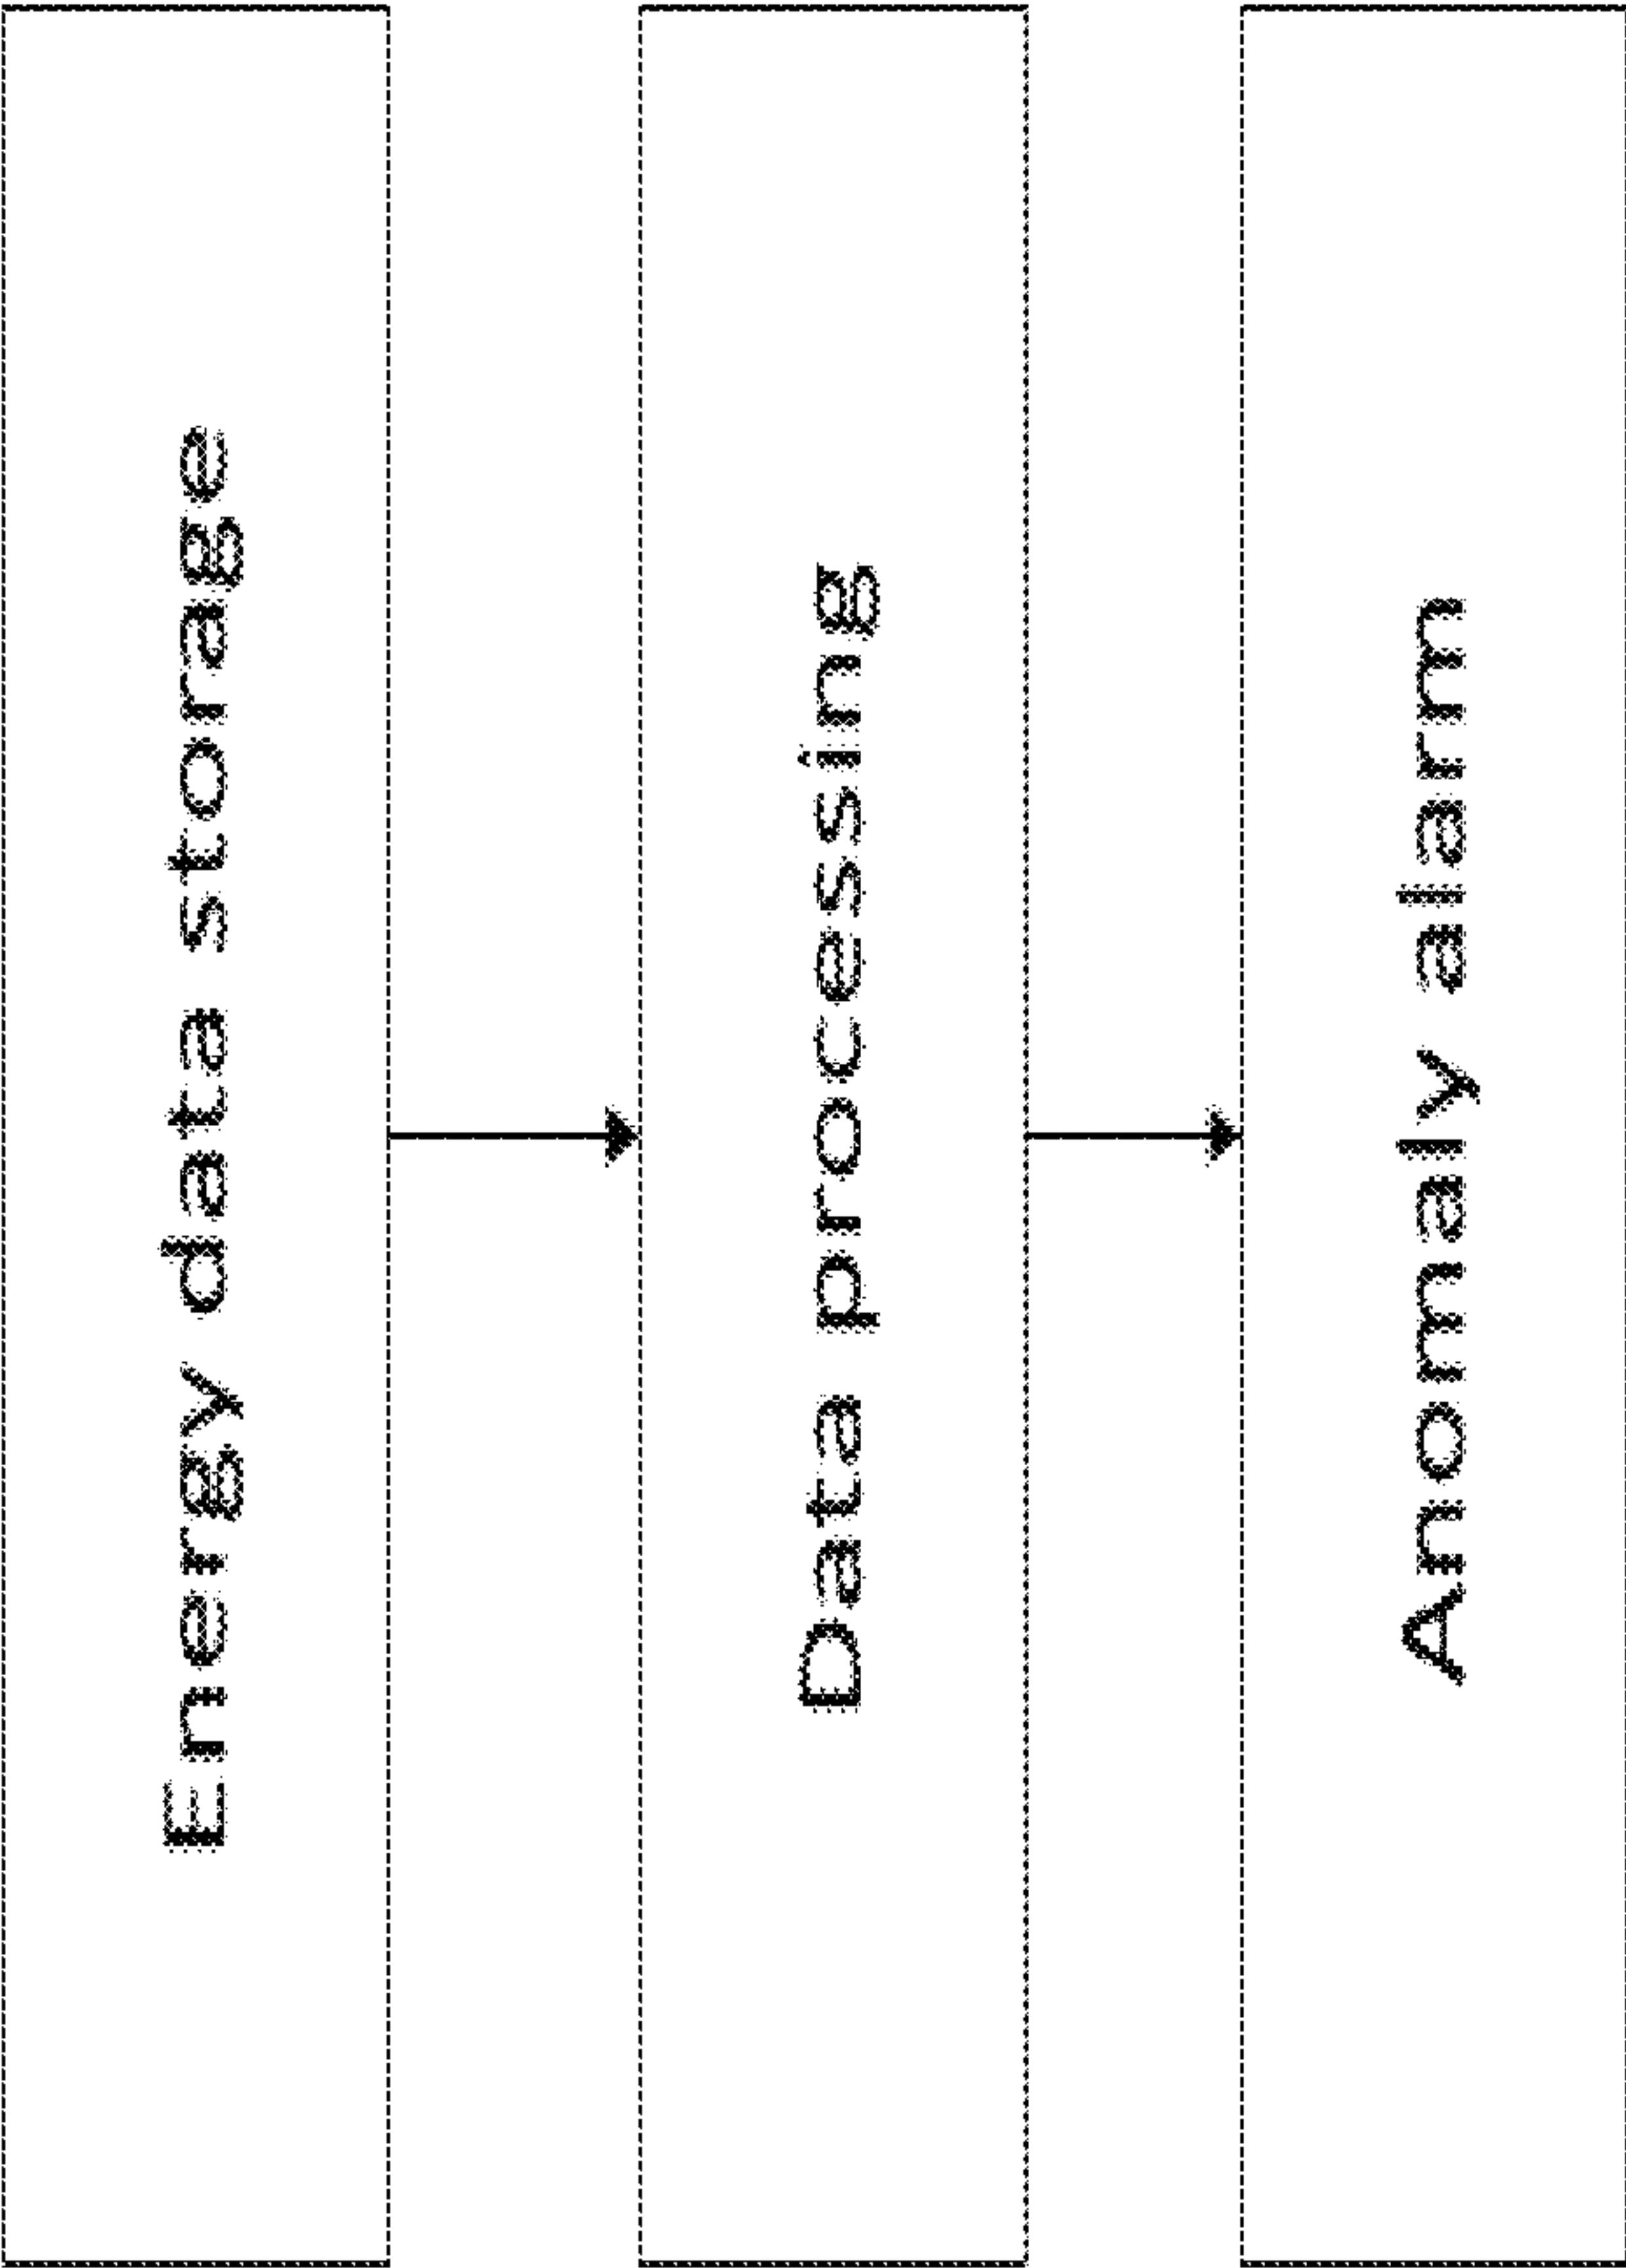 Energy data storage
Data processing
Anomaly alarm